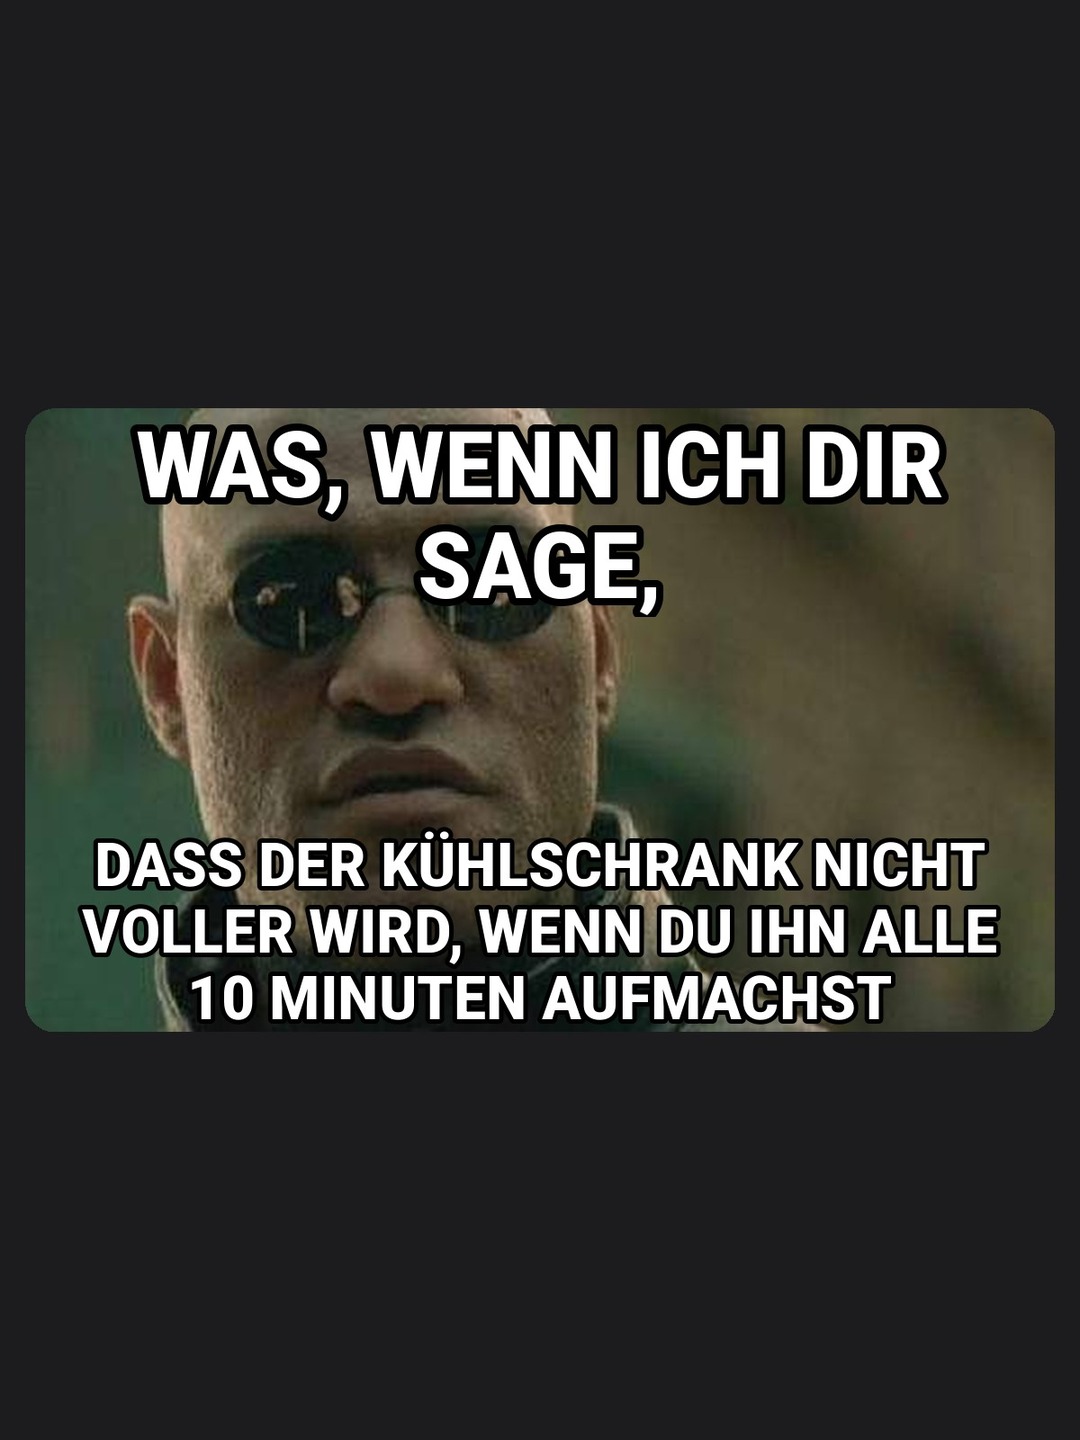 WAS, WENN ICH DIR
SAGE,
DASS DER KÜHLSCHRANK NICHT
VOLLER WIRD, WENN DU IHN ALLE
10 MINUTEN AUFMACHST